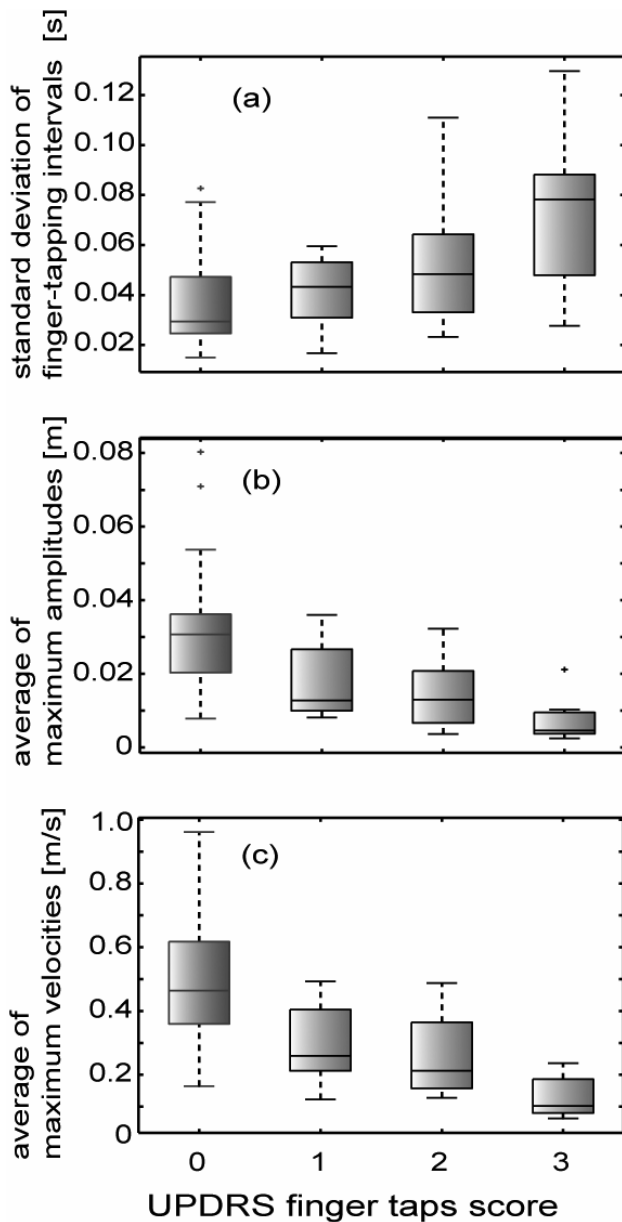 standard deviation of
finger-tapping intervals [s]
(a)
0.12
0.08
0.06
0.04
0.02
average of
maximum amplitudes [m]
(b)
0.08
0.06
0.04
0.02
0
average of
maximum velocities [m/s]
(c)
1.0
0.8
0.6
0.4
0.2
0
0 1 2 3
UPDRS finger taps score